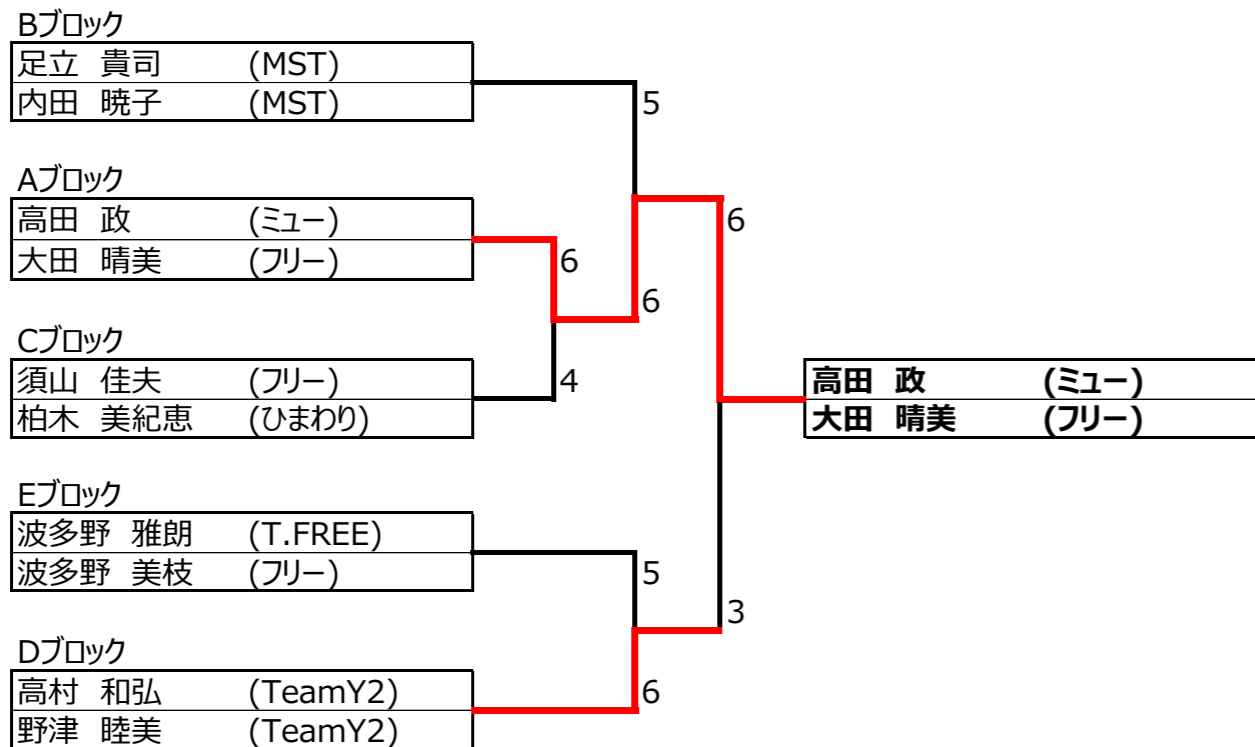 Bブロック
足立 貴司 (MST)
内田 暁子 (MST)
5
Aブロック
高田 政 (ミュー)
大田 晴美 (フリー)
6
6
6
Cブロック
須山 佳夫 (フリー)
柏木 美紀恵 (ひまわり)
4
高田 政 (ミュー)
大田 晴美 (フリー)
Eブロック
波多野 雅朗 (T.FREE)
波多野 美枝 (フリー)
5
3
Dブロック
高村 和弘 (TeamY2)
野津 睦美 (TeamY2)
6